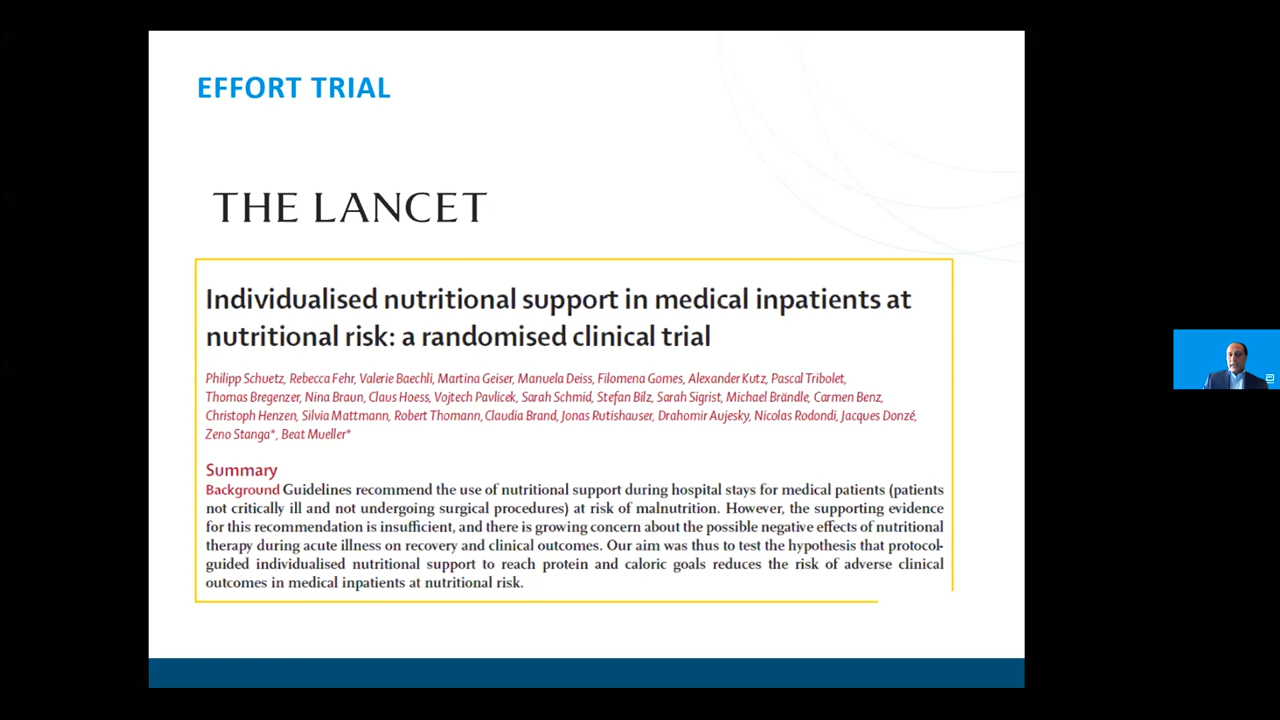 EFFORT TRIAL
THE LANCET
Individualised nutritional support in medical inpatients at
nutritional risk: a randomised clinical trial
Philipp Schuetz, Rebecca Fehr, Valerie Baechli, Martina Geiser, Manuela Deiss, Filomena Gomes, Alexander Kutz, Pascal Tribolet,
Thomas Bregenzer, Nina Braun, Claus Hoess, Vojtech Pavlicek, Sarah Schmid, Stefan Bilz, Sarah Sigrist, Michael Brändle, Carmen Benz,
Christoph Henzen, Silvia Mattmann, Robert Thomann, Claudia Brand, Jonas Rutishauser, Drahomir Aujesky, Nicolas Rodondi, Jacques Donzé,
Zeno Stanga*, Beat Mueller*
Summary
Background Guidelines recommend the use of nutritional support during hospital stays for medical patients (patients
not critically ill and not undergoing surgical procedures) at risk of malnutrition. However, the supporting evidence
for this recommendation is insufficient, and there is growing concern about the possible negative effects of nutritional
therapy during acute illness on recovery and clinical outcomes. Our aim was thus to test the hypothesis that protocol-
guided individualised nutritional support to reach protein and caloric goals reduces the risk of adverse clinical
outcomes in medical inpatients at nutritional risk.